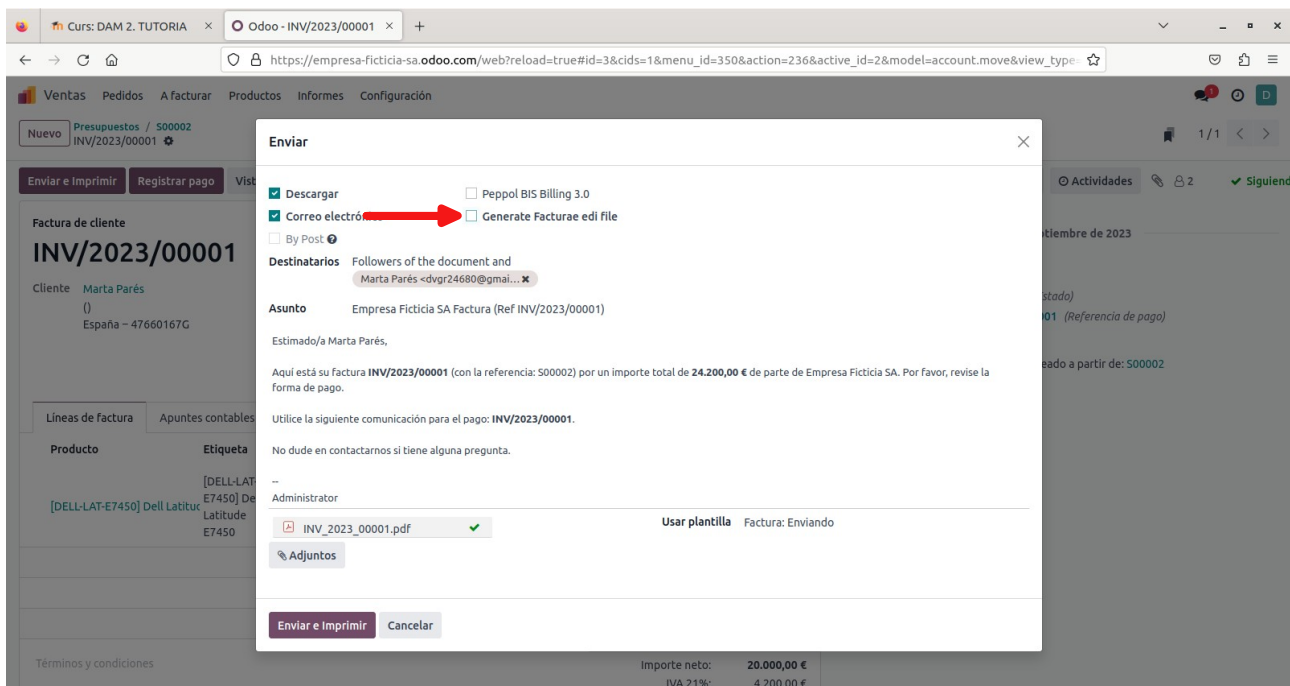 Curs: DAM 2. TUTORIA
Odoo - INV/2023/00001
https://empresa-ficticia-sa.odoo.com/web?reload=true#id=3&cids=1&menu_id=350&action=236&active_id=2&model=account.move&view_type=
Ventas Pedidos A facturar Productos Informes Configuración
1 D
Nuevo Presupuestos / S00002
INV/2023/00001
1/1
Enviar e Imprimir Registrar pago Vist
Actividades 2 Siguiend
Enviar
Descargar Peppol BIS Billing 3.0
Correo electrónico Generate Facturae edi file
By Post
Destinatarios Followers of the document and
Marta Parés <dvgr24680@gmai...
Asunto Empresa Ficticia SA Factura (Ref INV/2023/00001)
Estimado/a Marta Parés,
Aquí está su factura INV/2023/00001 (con la referencia: S00002) por un importe total de 24.200,00 € de parte de Empresa Ficticia SA. Por favor, revise la
forma de pago.
Utilice la siguiente comunicación para el pago: INV/2023/00001.
No dude en contactarnos si tiene alguna pregunta.
--
Administrator
INV_2023_00001.pdf
Usar plantilla Factura: Enviando
Adjuntos
Enviar e Imprimir Cancelar
Factura de cliente
INV/2023/00001
Cliente Marta Parés
()
España – 47660167G
Líneas de factura Apuntes contables
Producto Etiqueta
[DELL-LAT-E7450] Dell Latituc
[DELL-LAT-
E7450] De
Latitude
E7450
Términos y condiciones
Importe neto: 20.000,00 €
IVA 21%: 4.200,00 €
tiembre de 2023
stado)
01 (Referencia de pago)
eado a partir de: S00002